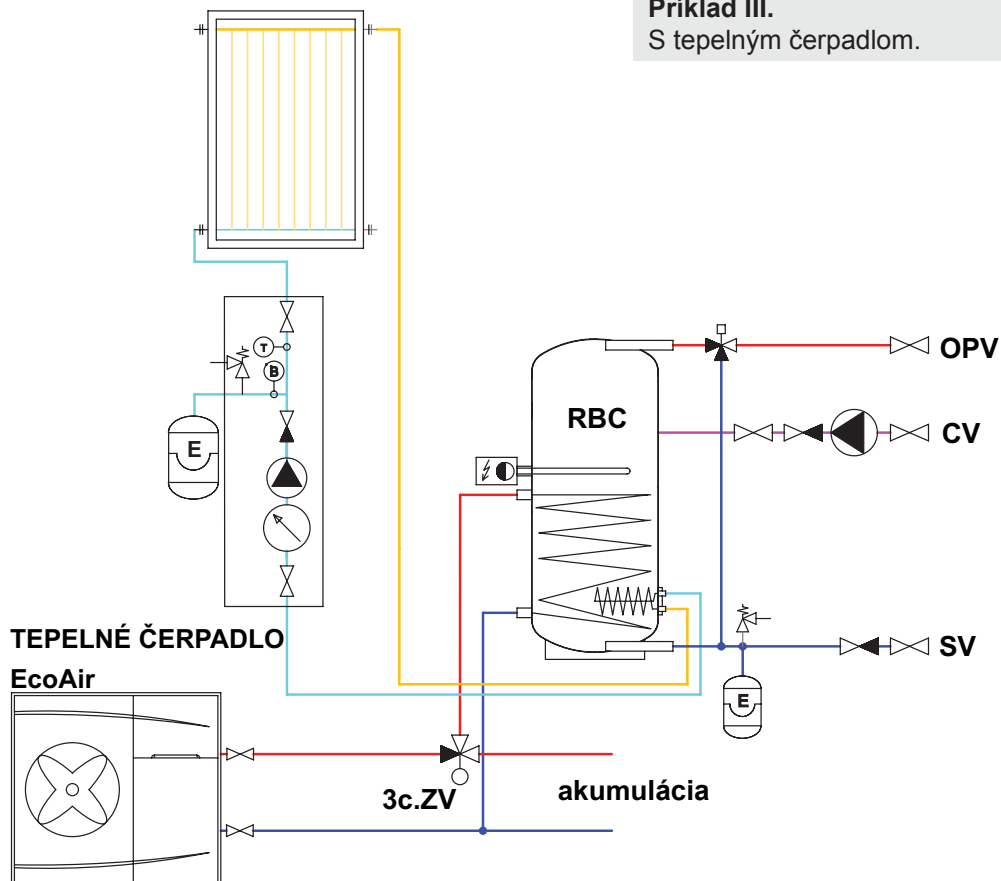 Príklad III.
S tepelným čerpadlom.
T
B
E
RBC
OPV
CV
SV
E
TEPELNÉ ČERPADLO
EcoAir
3c.ZV
akumulácia